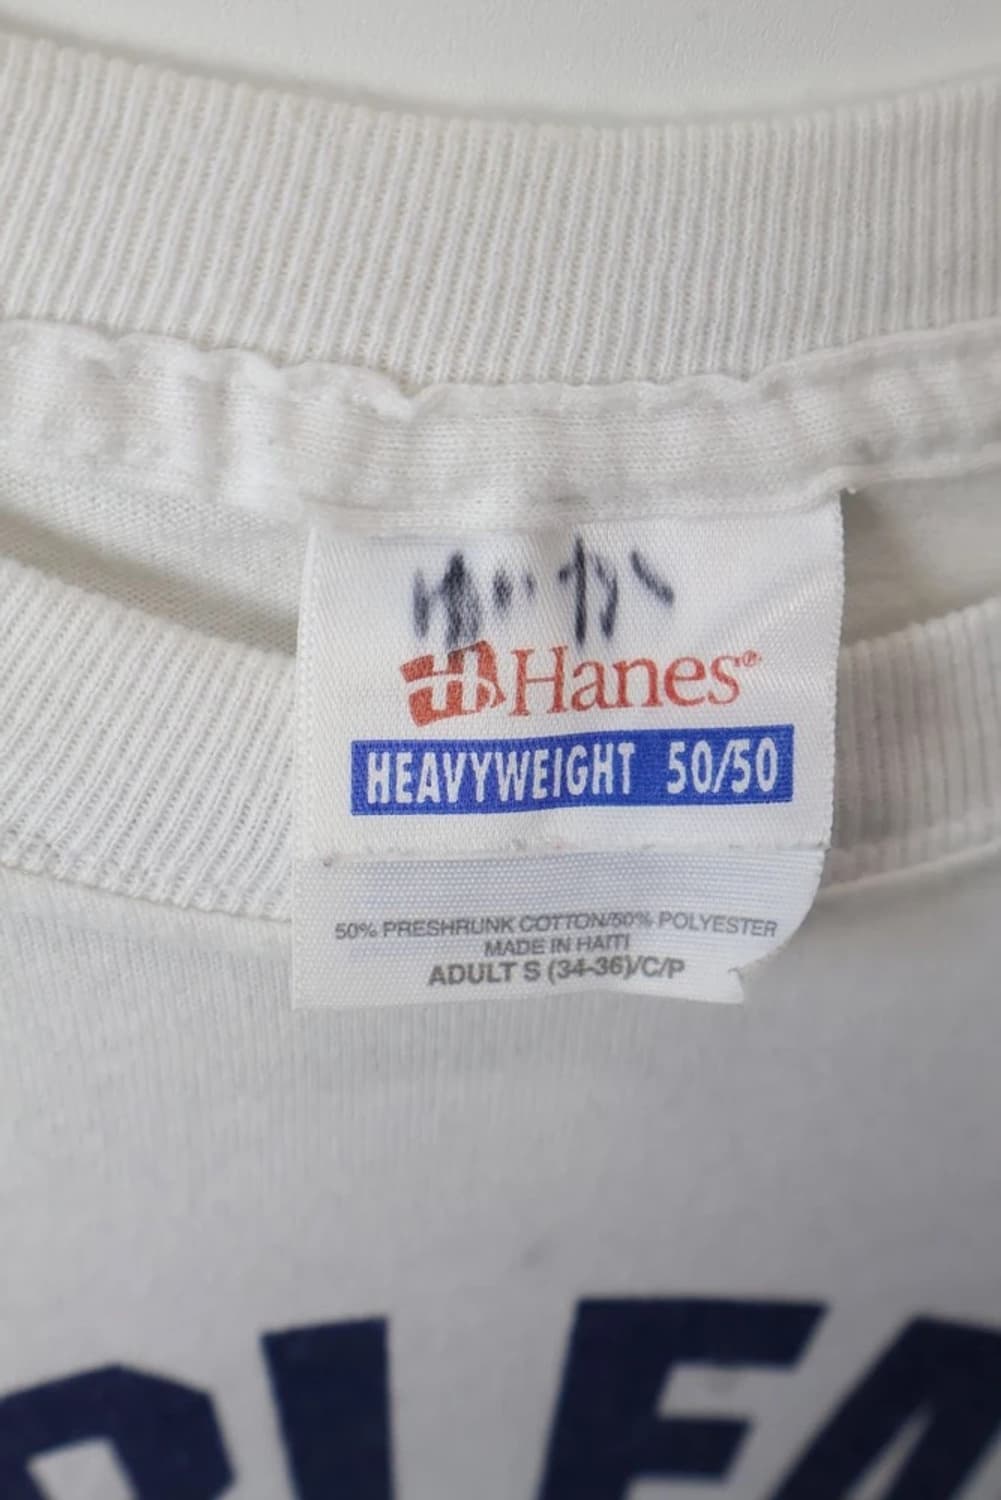 Hanes®
HEAVYWEIGHT 50/50
50% PRESHRUNK COTTON/50% POLYESTER
MADE IN HAITI
ADULT S (34-36)/C/P